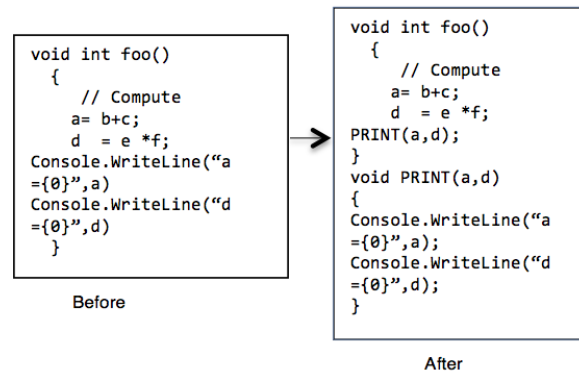 void int foo()
{
// Compute
a= b+c;
d = e *f;
Console.WriteLine(“a
={0}”,a)
Console.WriteLine(“d
={0}”,d)
}
Before
void int foo()
{
// Compute
a= b+c;
d = e *f;
PRINT(a,d);
}
void PRINT(a,d)
{
Console.WriteLine(“a
={0}”,a);
Console.WriteLine(“d
={0}”,d);
}
After